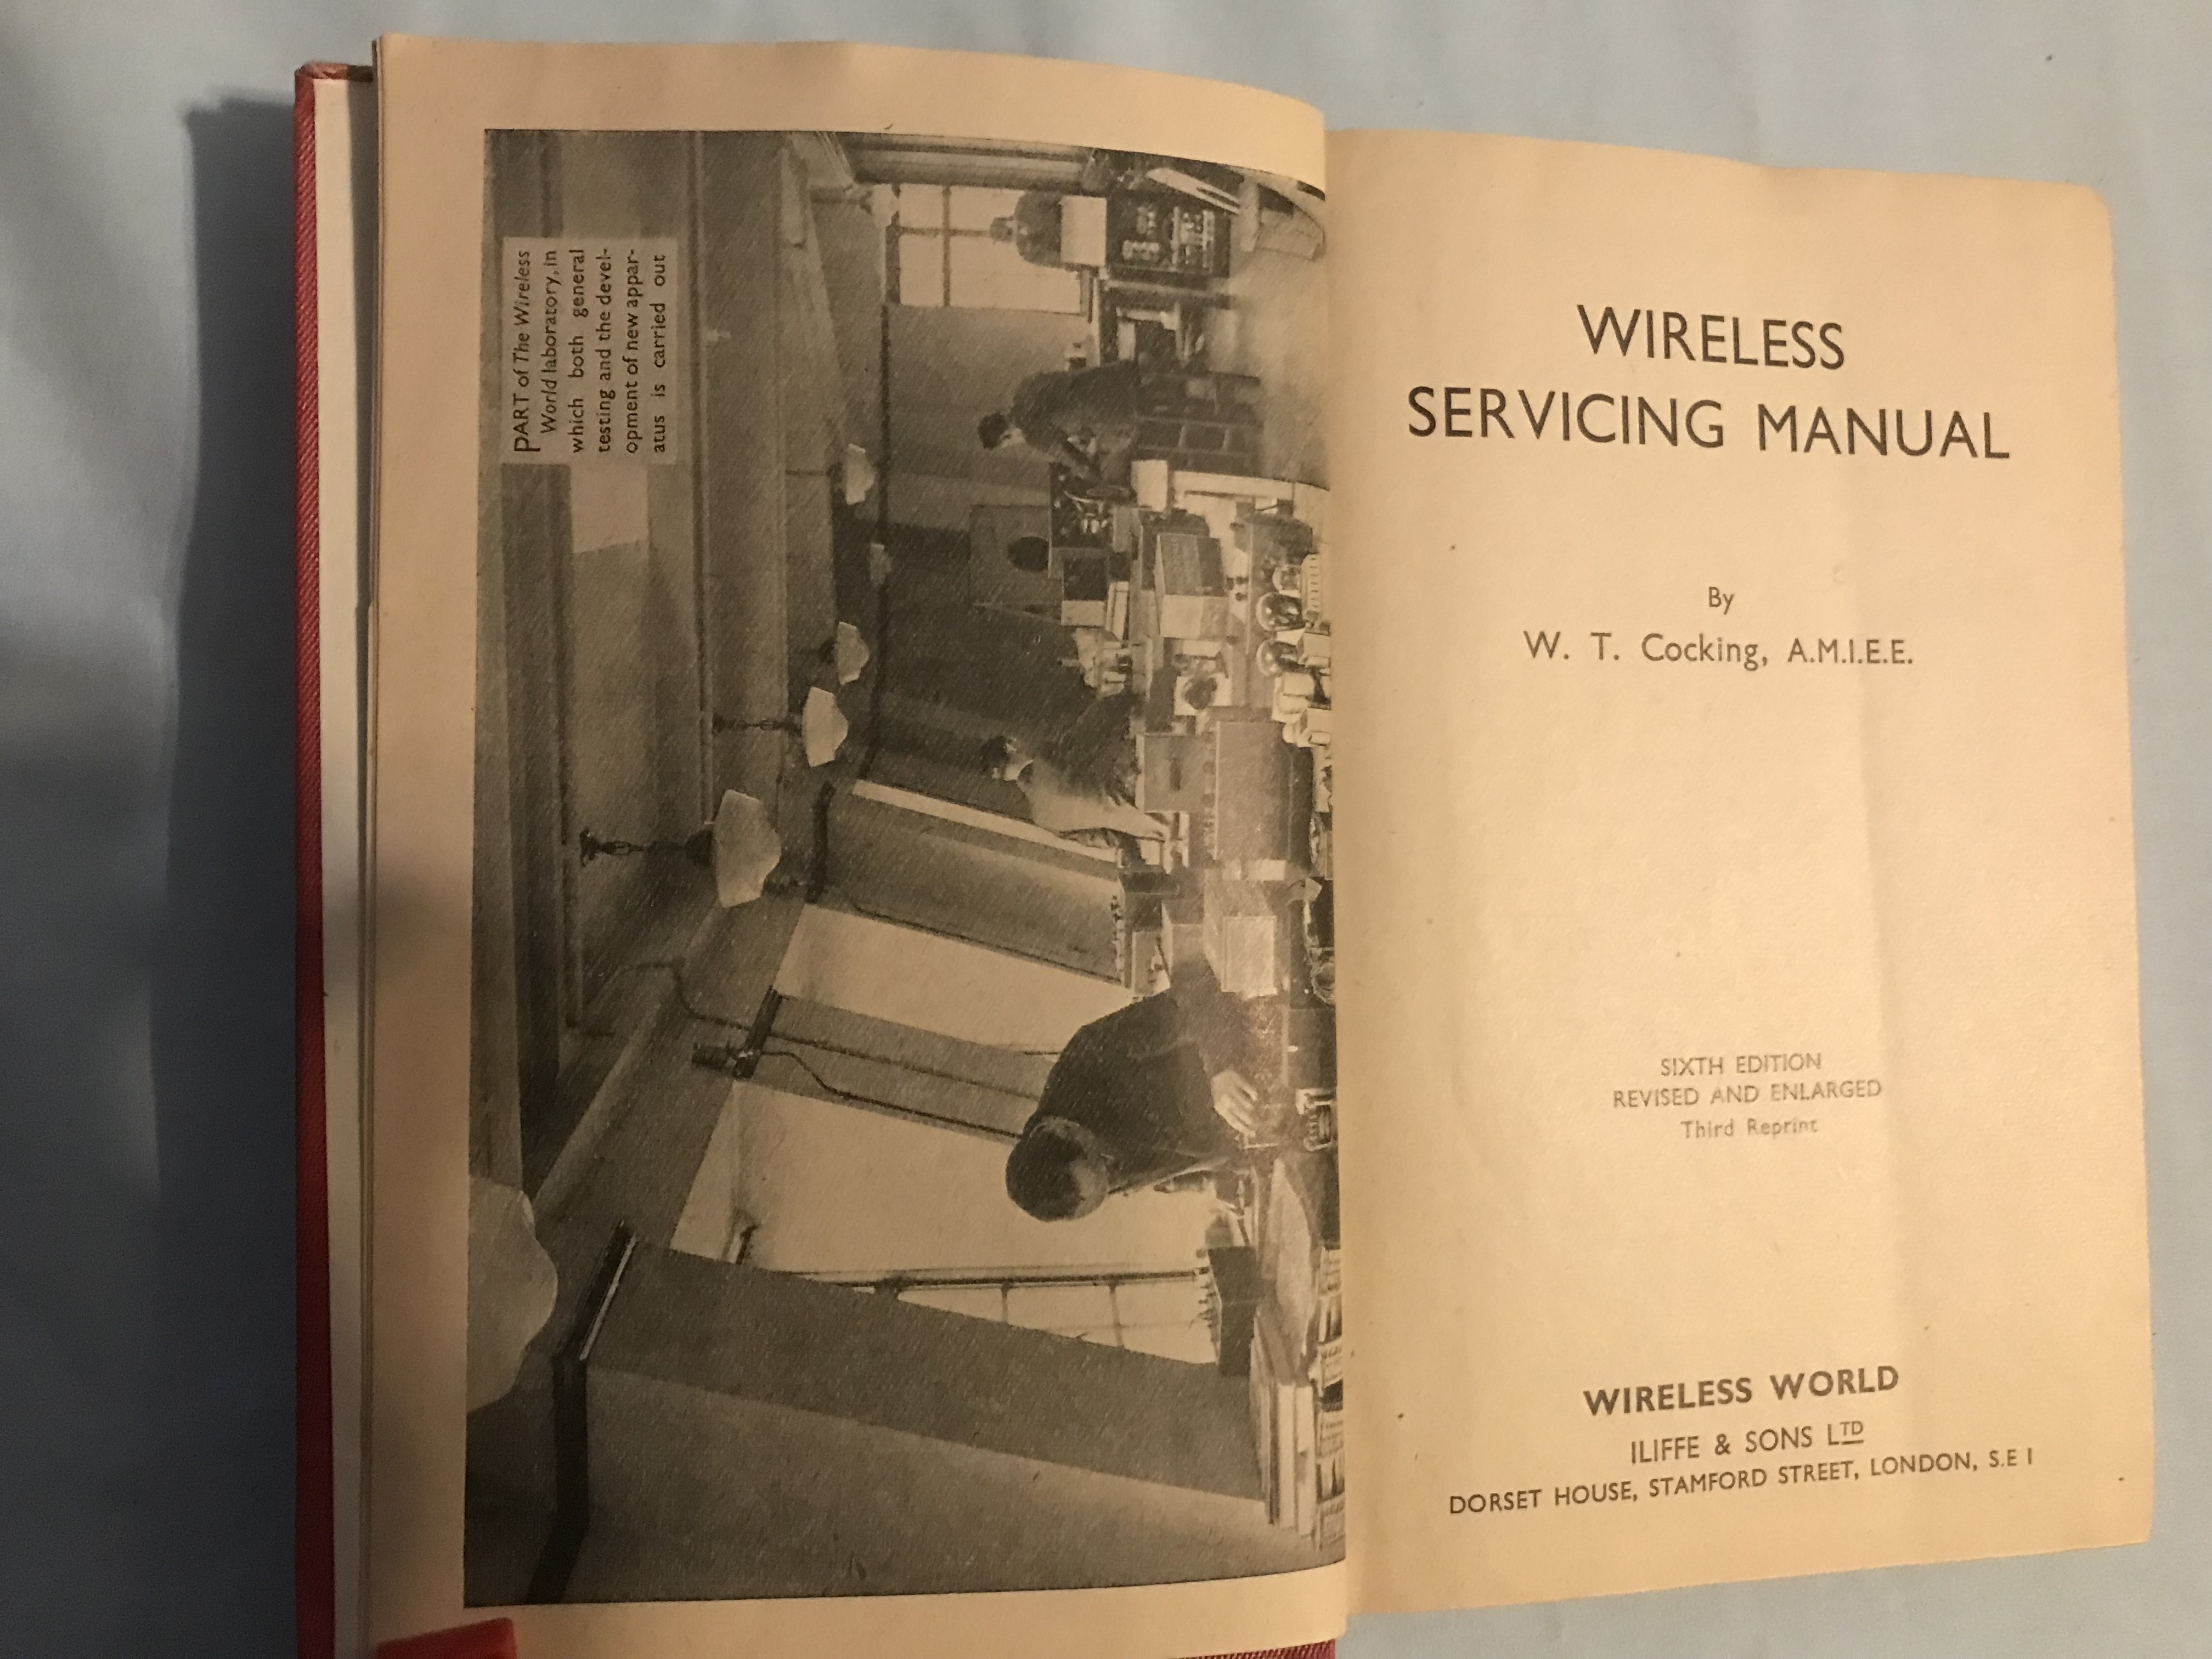 PART of The Wireless
World laboratory, in
which both general
testing and the devel-
opment of new appar-
atus is carried out
WIRELESS
SERVICING MANUAL
By
W. T. Cocking, A.M.I.E.E.
SIXTH EDITION
REVISED AND ENLARGED
Third Reprint
WIRELESS WORLD
ILIFFE & SONS LTD
DORSET HOUSE, STAMFORD STREET, LONDON, S.E 1